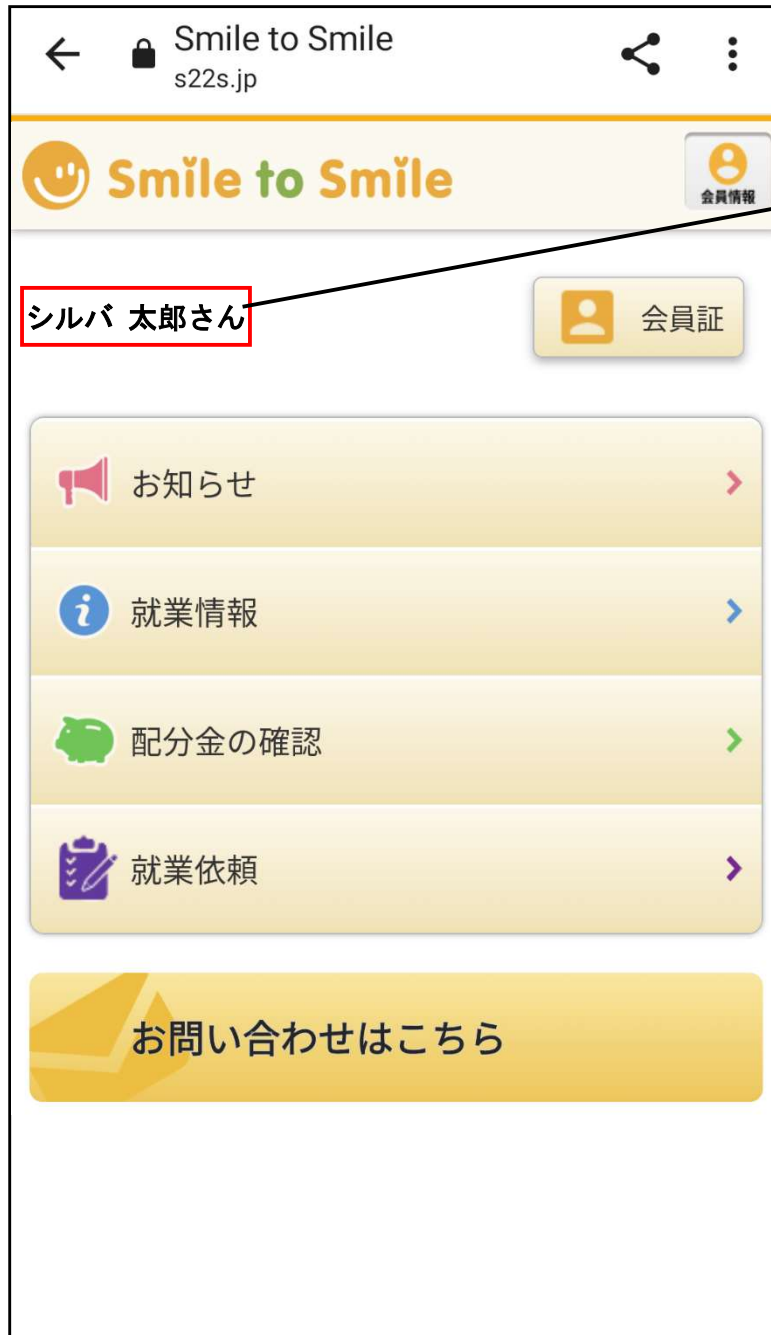 Smile to Smile
s22s.jp
Smile to Smile
会員情報
シルバ 太郎さん
会員証
お知らせ
就業情報
配分金の確認
就業依頼
お問い合わせはこちら